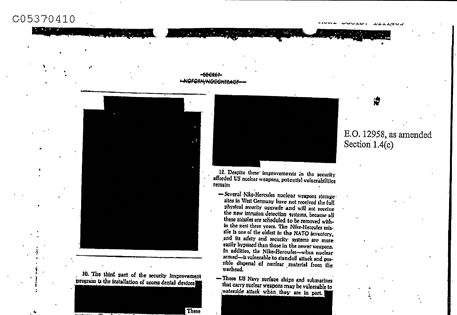 C05370410
SECRET
NOFORN/NOCONTRACT
E.O. 12958, as amended
Section 1.4(c)
10. The third part of the security improvement
program is the installation of access denial devices
These
12. Despite these improvements in the security
afforded US nuclear weapons, potential vulnerabilities
remain:
— Several Nike-Hercules nuclear weapons storage
sites in West Germany have not received the full
physical security upgrade and will not receive
the new intrusion detection systems, because all
these missiles are scheduled to be removed with-
in the next three years. The Nike-Hercules mis-
sile is one of the oldest in the NATO inventory,
and its safety and security systems are more
easily bypassed than those in the newer weapons.
In addition, the Nike-Hercules—when nuclear
armed—is vulnerable to standoff attack and pos-
sible dispersal of nuclear material from the
warhead.
— Those US Navy surface ships and submarines
that carry nuclear weapons may be vulnerable to
waterside attack when they are in port.